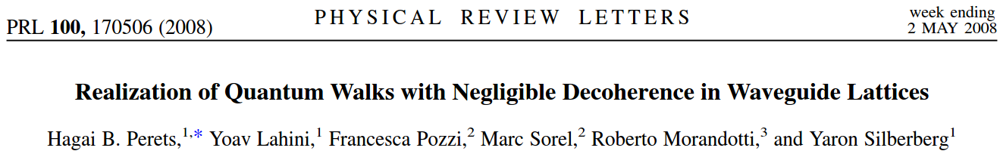 PRL 100, 170506 (2008)
PHYSICAL REVIEW LETTERS
week ending
2 MAY 2008
Realization of Quantum Walks with Negligible Decoherence in Waveguide Lattices
Hagai B. Perets,1,* Yoav Lahini,1 Francesca Pozzi,2 Marc Sorel,2 Roberto Morandotti,3 and Yaron Silberberg1